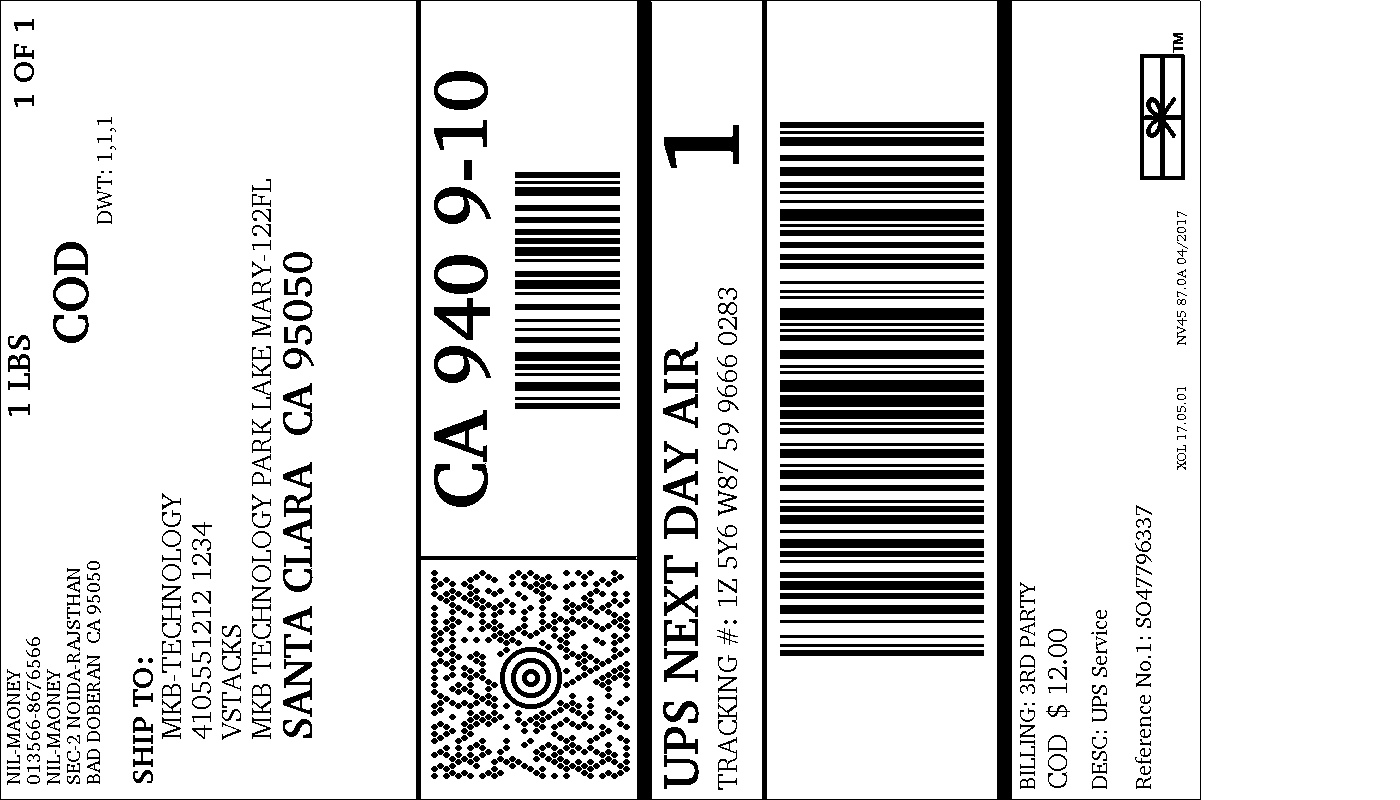 NIL-MAONEY
013566-8676566
NIL-MAONEY
SEC-2 NOIDA-RAJSTHAN
BAD DOBERAN  CA 95050
1 LBS
1 OF 1
COD
DWT: 1,1,1
SHIP TO:
MKB-TECHNOLOGY
4105551212 1234
VSTACKS
MKB TECHNOLOGY PARK LAKE MARY-122FL
SANTA CLARA  CA 95050
CA 940 9-10
UPS NEXT DAY AIR
1
TRACKING #: 1Z 5Y6 W87 59 9666 0283
BILLING: 3RD PARTY
COD  $ 12.00
DESC: UPS Service
Reference No.1: SO47796337
XOL 17.05.01
NV45 87.0A 04/2017
TM